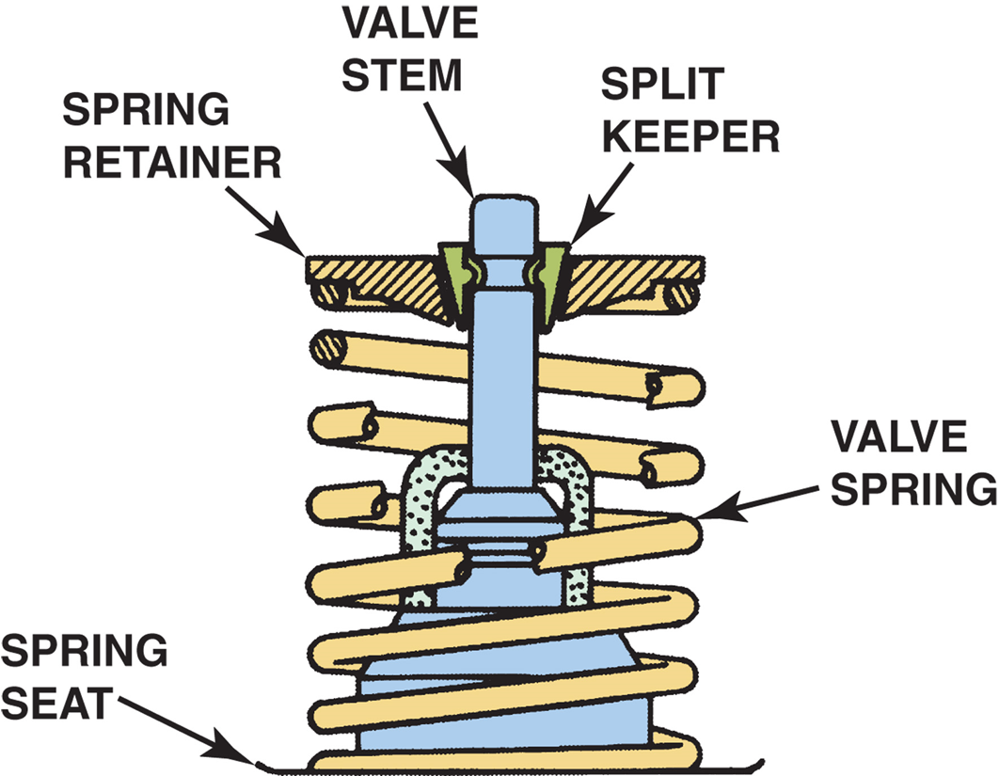 VALVE
STEM
SPLIT
KEEPER
SPRING
RETAINER
VALVE
SPRING
SPRING
SEAT